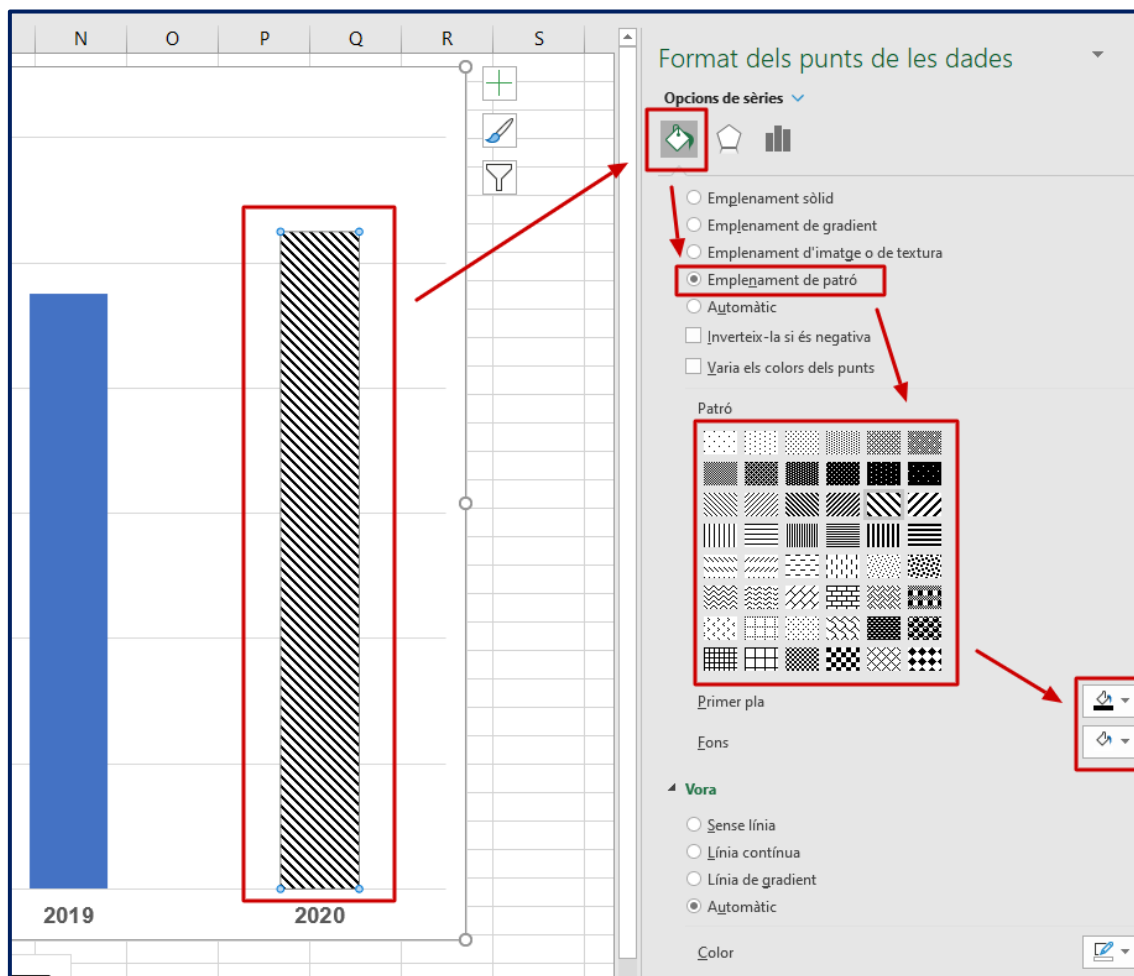 N O P Q R S
Format dels punts de les dades
Opcions de sèries
Emplenament sòlid
Emplenament de gradient
Emplenament d'imatge o de textura
Emplenament de patró
Automàtic
Inverteix-la si és negativa
Varia els colors dels punts
Patró
Primer pla
Fons
Vora
Sense línia
Línia contínua
Línia de gradient
Automàtic
Color
2019 2020